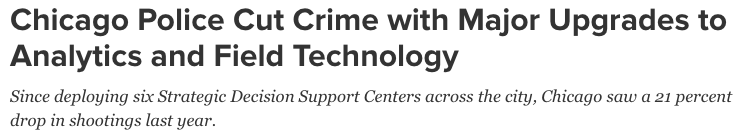 Chicago Police Cut Crime with Major Upgrades to
Analytics and Field Technology
Since deploying six Strategic Decision Support Centers across the city, Chicago saw a 21 percent
drop in shootings last year.